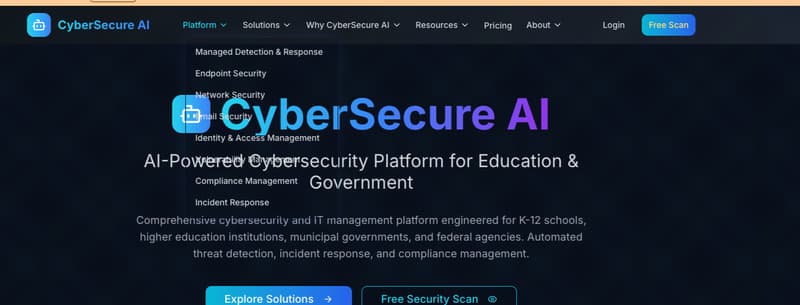 CyberSecure AI
Platform
Solutions
Why CyberSecure AI
Resources
Pricing
About
Login
Free Scan
Managed Detection & Response
Endpoint Security
Network Security
Email Security
Identity & Access Management
Vulnerability Management
Compliance Management
Incident Response
CyberSecure AI
AI-Powered Cybersecurity Platform for Education &
Government
Comprehensive cybersecurity and IT management platform engineered for K-12 schools,
higher education institutions, municipal governments, and federal agencies. Automated
threat detection, incident response, and compliance management.
Explore Solutions
Free Security Scan